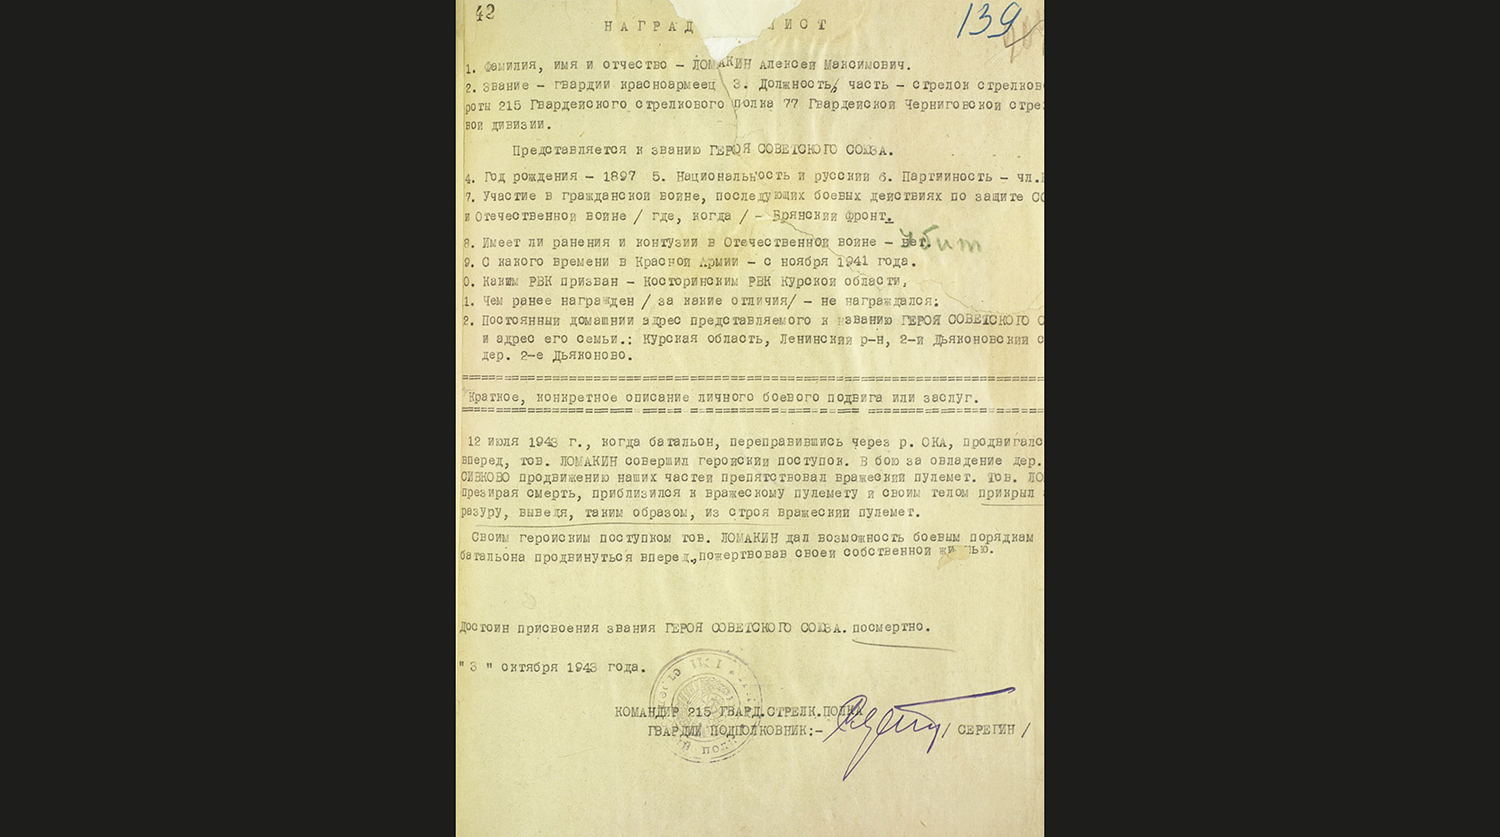 42
139
НАГРАД ИСТ
1. Фамилия, имя и отчество – ЛОМАКИН Алексей Максимович.
2. Звание – гвардии красноармеец 3. Должность, часть – стрелок стрелков
роты 215 Гвардейского стрелкового полка 77 Гвардейской Черниговской стре
вой дивизии.
Представляется к званию ГЕРОЯ СОВЕТСКОГО СОЮЗА.
4. Год рождения – 1897 5. Национальность и русский 6. Партийность – чл.
7. Участие в гражданской войне, последующих боевых действиях по защите СО
и Отечественной войне / где, когда / – Брянский фронт.
8. Имеет ли ранения и контузии в Отечественной войне – нет. Убит
9. С какого времени в Красной Армии – с ноября 1941 года.
0. Каким РВК призван – Косторинским РВК Курской области,
1. Чем ранее награжден / за какие отличия/ – не награждался:
2. Постоянный домашний адрес представляемого к званию ГЕРОЯ СОВЕТСКОГО С
и адрес его семьи.: Курская область, Ленинский р-н, 2-й Дьяконовский с
дер. 2-е Дьяконово.
Краткое, конкретное описание личного боевого подвига или заслуг.
12 июля 1943 г., когда батальон, переправившись через р. ОКА, продвигалс
вперед, тов. ЛОМАКИН совершил геройский поступок. В бою за овладение дер.
СИВКОВО продвижению наших частей препятствовал вражеский пулемет. Тов. ЛО
презирая смерть, приблизился к вражескому пулемету и своим телом прикрыл
разуру, выведя, таким образом, из строя вражеский пулемет.
Своим геройским поступком тов. ЛОМАКИН дал возможность боевым порядкам
батальона продвинуться вперед, пожертвовав своей собственной жи нью.
Достоин присвоения звания ГЕРОЯ СОВЕТСКОГО СОЮЗА. посмертно.
" 3 " октября 1943 года.
КОМАНДИР 215 ГВАРД.СТРЕЛК.ПОЛКА
ГВАРДИИ ПОДПОЛКОВНИК:– / СЕРЕГИН /